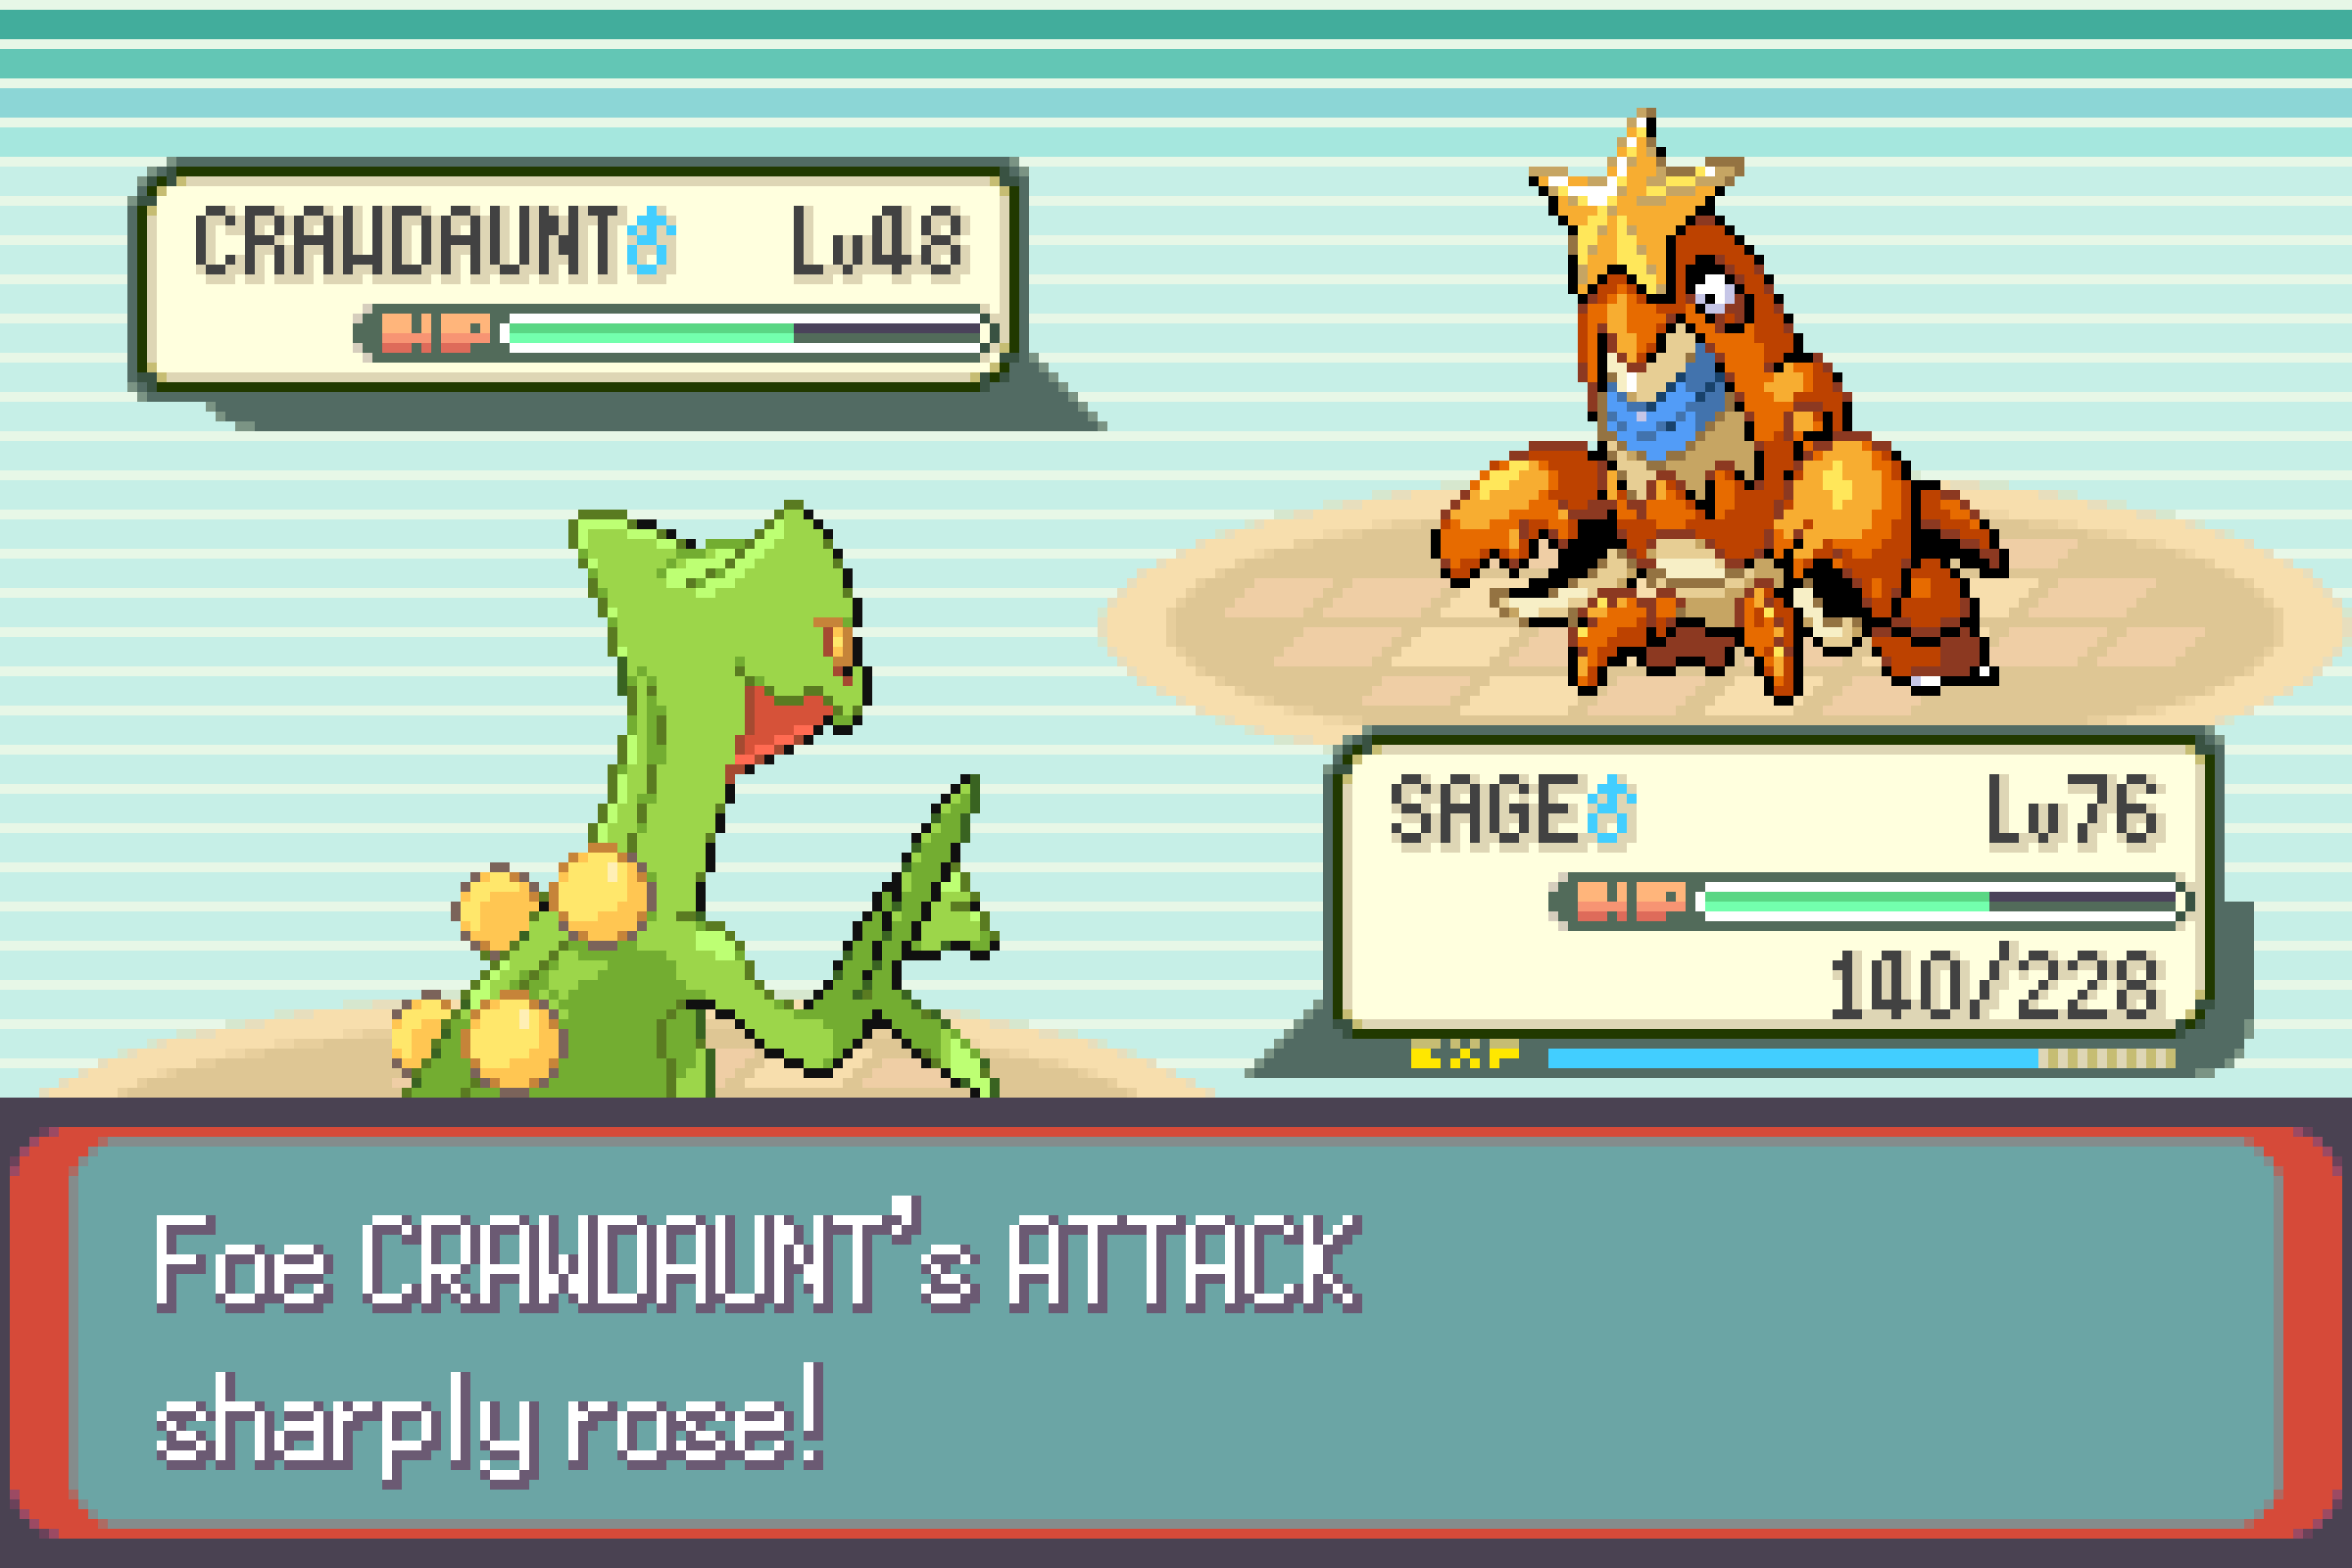 CRAWDAUNT♂ Lv48
HP
SAGE♂ Lv76
HP
140/228
EXP
Foe CRAWDAUNT's ATTACK
sharply rose!